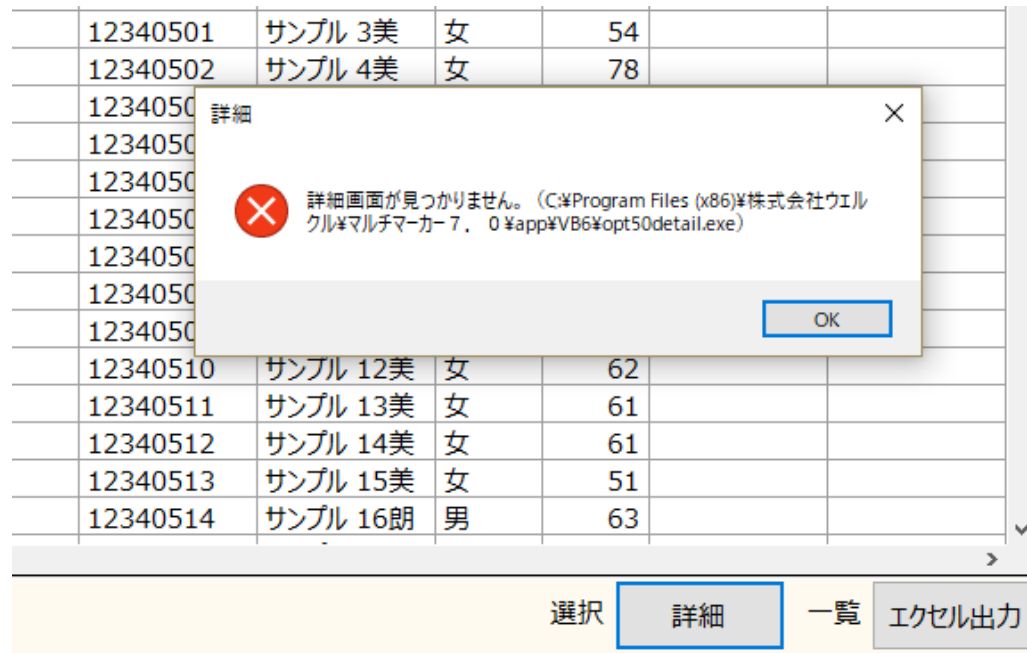 12340501 サンプル 3美 女 54
12340502 サンプル 4美 女 78
詳細
詳細画面が見つかりません。（C:¥Program Files (x86)¥株式会社ウエル
クル¥マルチマーカー７．０¥app¥VB6¥opt50detail.exe）
OK
1234050
1234050
1234050
1234050
1234050
1234050
1234050
12340510 サンプル 12美 女 62
12340511 サンプル 13美 女 61
12340512 サンプル 14美 女 61
12340513 サンプル 15美 女 51
12340514 サンプル 16朗 男 63
選択 詳細 一覧 エクセル出力